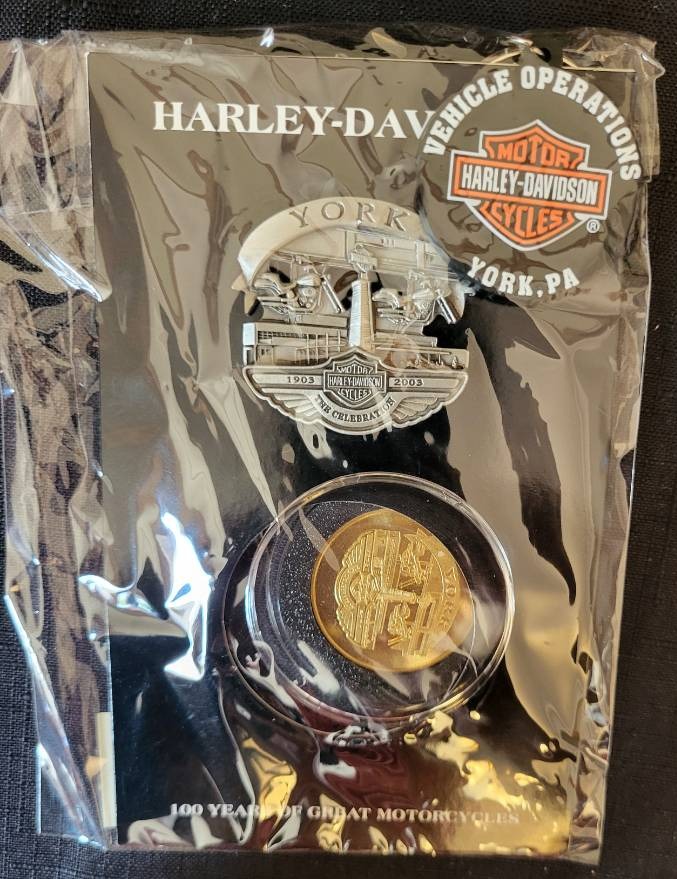 HARLEY-DAV
VEHICLE OPERATIONS
MOTOR
HARLEY-DAVIDSON
CYCLES
®
YORK, PA
YORK
MOTOR
1903 HARLEY-DAVIDSON 2003
CYCLES
THE CELEBRATION
YORK
100 YEARS OF GREAT MOTORCYCLES